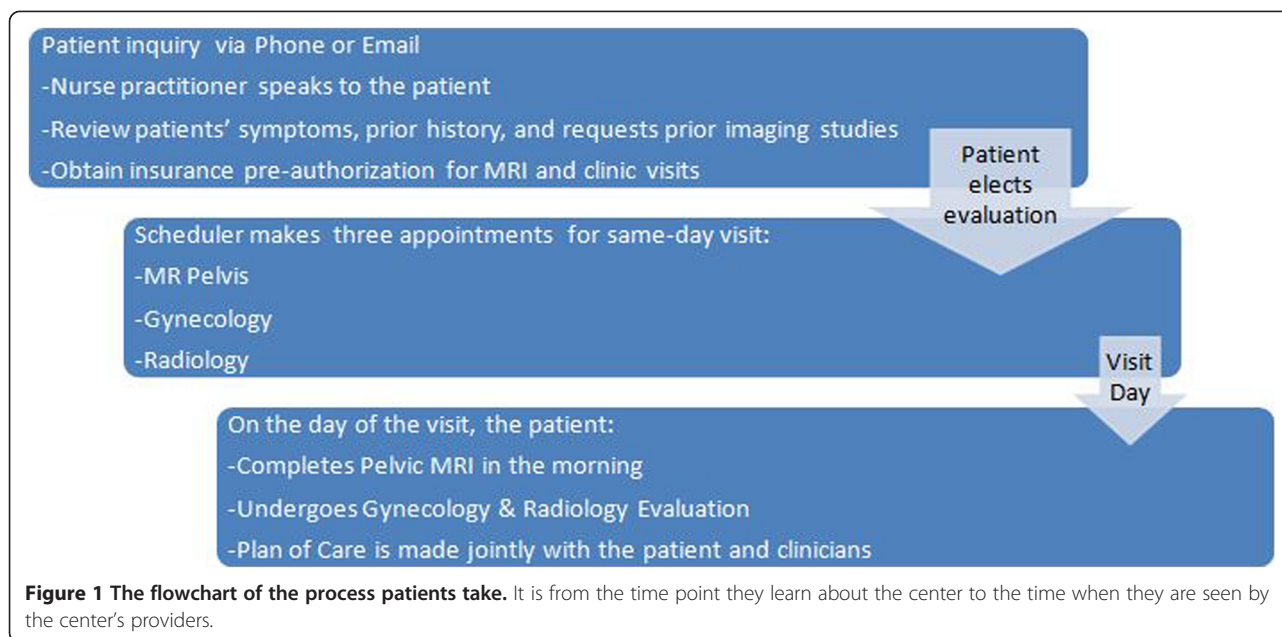 Patient inquiry via Phone or Email
-Nurse practitioner speaks to the patient
-Review patients' symptoms, prior history, and requests prior imaging studies
-Obtain insurance pre-authorization for MRI and clinic visits
Patient
elects
evaluation
Scheduler makes three appointments for same-day visit:
-MR Pelvis
-Gynecology
-Radiology
Visit
Day
On the day of the visit, the patient:
-Completes Pelvic MRI in the morning
-Undergoes Gynecology & Radiology Evaluation
-Plan of Care is made jointly with the patient and clinicians
Figure 1 The flowchart of the process patients take. It is from the time point they learn about the center to the time when they are seen by
the center's providers.